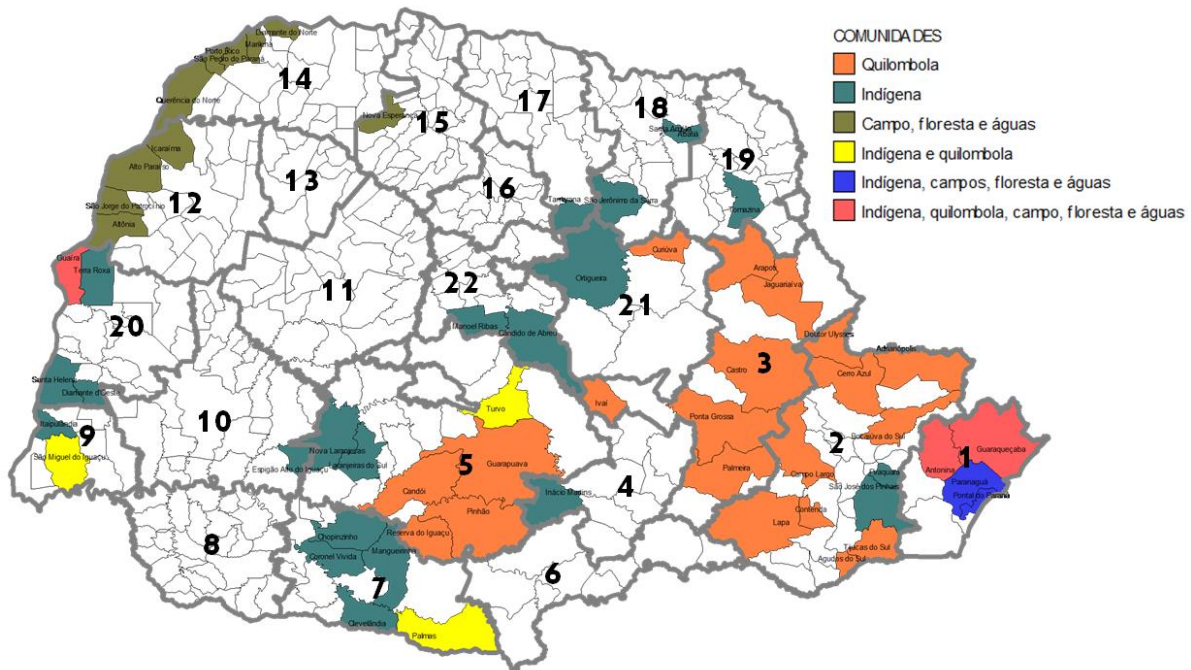 COMUNIDADES
Quilombola
Indígena
Campo, floresta e águas
Indígena e quilombola
Indígena, campos, floresta e águas
Indígena, quilombola, campo, floresta e águas
Diamante do Norte
Marilena
Porto Rico
São Pedro do Paraná
14
17
Querência do Norte
Nova Esperança
15
18
Santa Amélia
Abatiá
Icaraíma
19
Alto Paraíso
13
16
12
Tamarana
São Jerônimo da Serra
Tomazina
São Jorge do Patrocínio
Altônia
Guaíra
Terra Roxa
Curiúva
Arapoti
Ortigueira
Jaguariaíva
22
11
21
20
Manoel Ribas
Cândido de Abreu
Doutor Ulysses
Adrianópolis
3
Castro
Cerro Azul
Santa Helena
Diamante d'Oeste
Ivaí
Turvo
Ponta Grossa
10
Itaipulândia
9
2
Bocaiúva do Sul
Nova Laranjeiras
São Miguel do Iguaçu
Guaraqueçaba
1
5
Guarapuava
Espigão Alto do Iguaçu
Laranjeiras do Sul
Palmeira
Campo Largo
Piraquara
Antonina
São José dos Pinhais
Paranaguá
4
Candói
Inácio Martins
Pontal do Paraná
Pinhão
Contenda
Lapa
8
Chopinzinho
Reserva do Iguaçu
Coronel Vivida
Mangueirinha
Tijucas do Sul
Agudos do Sul
6
7
Clevelândia
Palmas